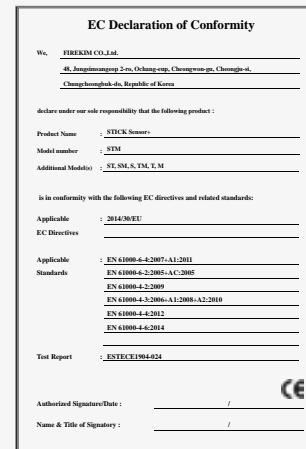 EC Declaration of Conformity
We, FIREKIM CO.,Ltd.
48, Jungsimsangeop 2-ro, Ochang-eup, Cheongwon-gu, Cheongju-si,
Chungcheongbuk-do, Republic of Korea
declare under our sole responsibility that the following product :
Product Name : STICK Sensor+
Model number : STM
Additional Model(s) : ST, SM, S, TM, T, M
is in conformity with the following EC directives and related standards:
Applicable : 2014/30/EU
EC Directives
Applicable : EN 61000-6-4:2007+A1:2011
Standards EN 61000-6-2:2005+AC:2005
EN 61000-4-2:2009
EN 61000-4-3:2006+A1:2008+A2:2010
EN 61000-4-4:2012
EN 61000-4-6:2014
Test Report : ESTECE1904-024
CE
Authorized Signature/Date : /
Name & Title of Signatory : /